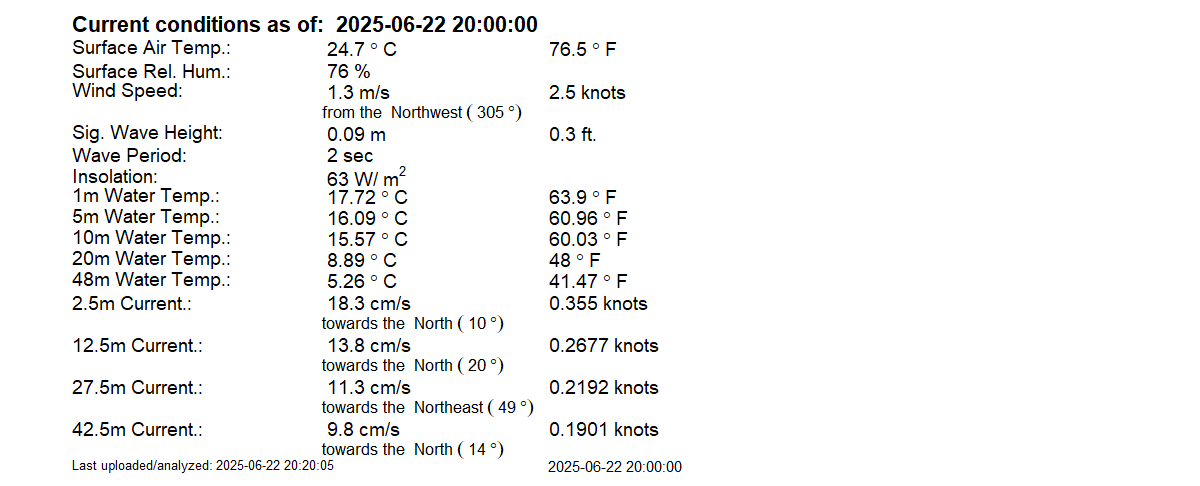 Current conditions as of: 2025-06-22 20:00:00
Surface Air Temp.: 24.7 ° C 76.5 ° F
Surface Rel. Hum.: 76 %
Wind Speed: 1.3 m/s 2.5 knots
from the Northwest ( 305 °)
Sig. Wave Height: 0.09 m 0.3 ft.
Wave Period: 2 sec
Insolation: 63 W/ m²
1m Water Temp.: 17.72 ° C 63.9 ° F
5m Water Temp.: 16.09 ° C 60.96 ° F
10m Water Temp.: 15.57 ° C 60.03 ° F
20m Water Temp.: 8.89 ° C 48 ° F
48m Water Temp.: 5.26 ° C 41.47 ° F
2.5m Current.: 18.3 cm/s 0.355 knots
towards the North ( 10 °)
12.5m Current.: 13.8 cm/s 0.2677 knots
towards the North ( 20 °)
27.5m Current.: 11.3 cm/s 0.2192 knots
towards the Northeast ( 49 °)
42.5m Current.: 9.8 cm/s 0.1901 knots
towards the North ( 14 °)
Last uploaded/analyzed: 2025-06-22 20:20:05 2025-06-22 20:00:00